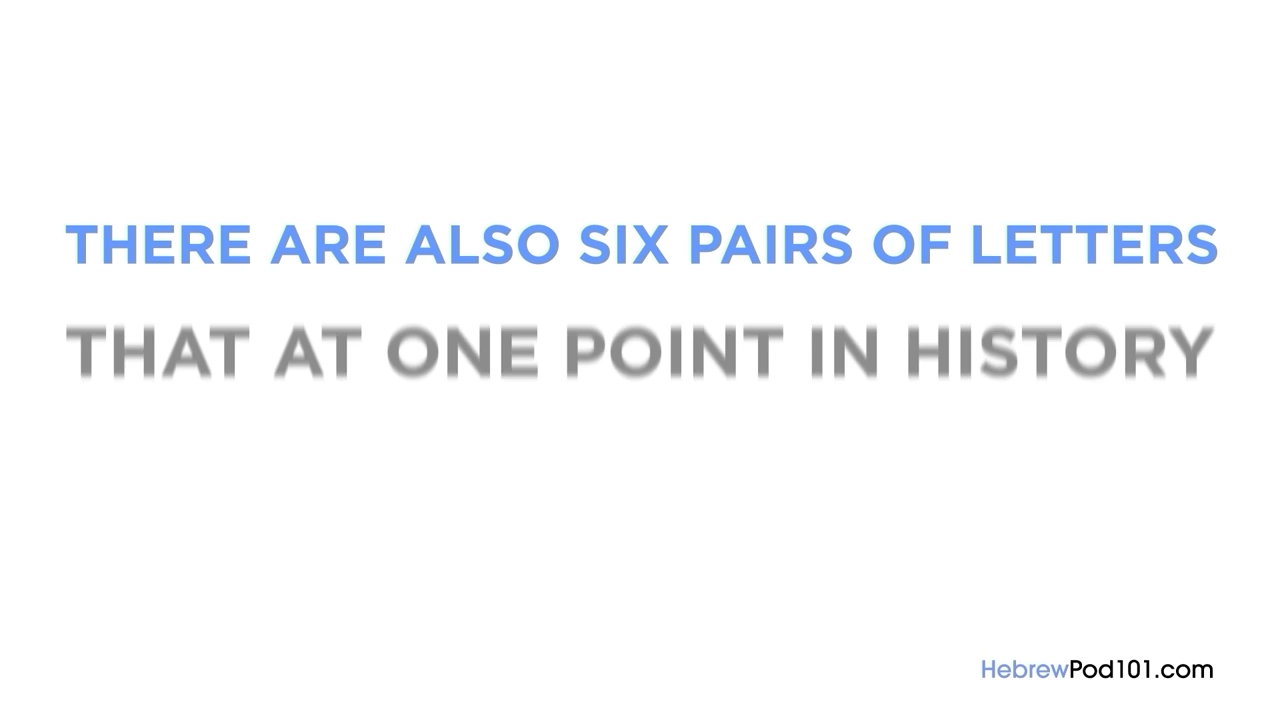 THERE ARE ALSO SIX PAIRS OF LETTERS
THAT AT ONE POINT IN HISTORY
HebrewPod101.com